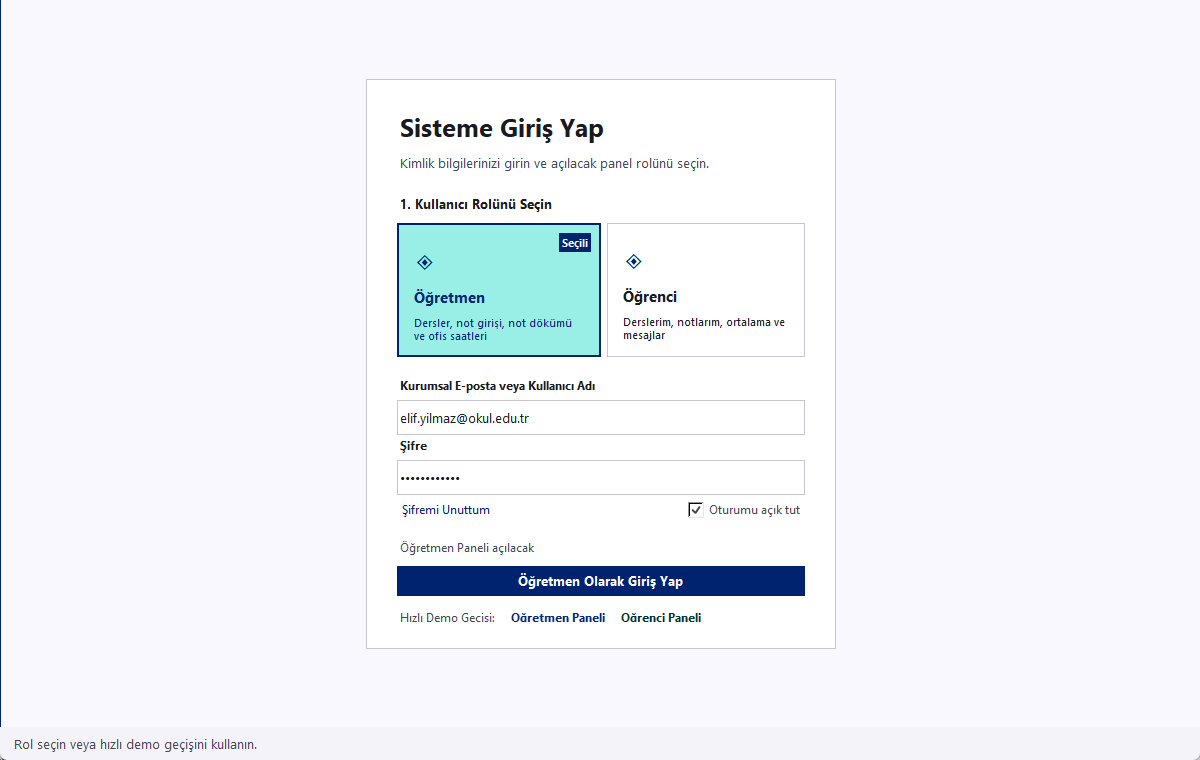 Sisteme Giriş Yap
Kimlik bilgilerinizi girin ve açılacak panel rolünü seçin.
1. Kullanıcı Rolünü Seçin
Seçili
Öğretmen
Dersler, not girişi, not dökümü
ve ofis saatleri
Öğrenci
Derslerim, notlarım, ortalama ve
mesajlar
Kurumsal E-posta veya Kullanıcı Adı
elif.yilmaz@okul.edu.tr
Şifre
••••••••••••
Şifremi Unuttum
Oturumu açık tut
Öğretmen Paneli açılacak
Öğretmen Olarak Giriş Yap
Hızlı Demo Gecisi: Oğretmen Paneli Oğrenci Paneli
Rol seçin veya hızlı demo geçişini kullanın.